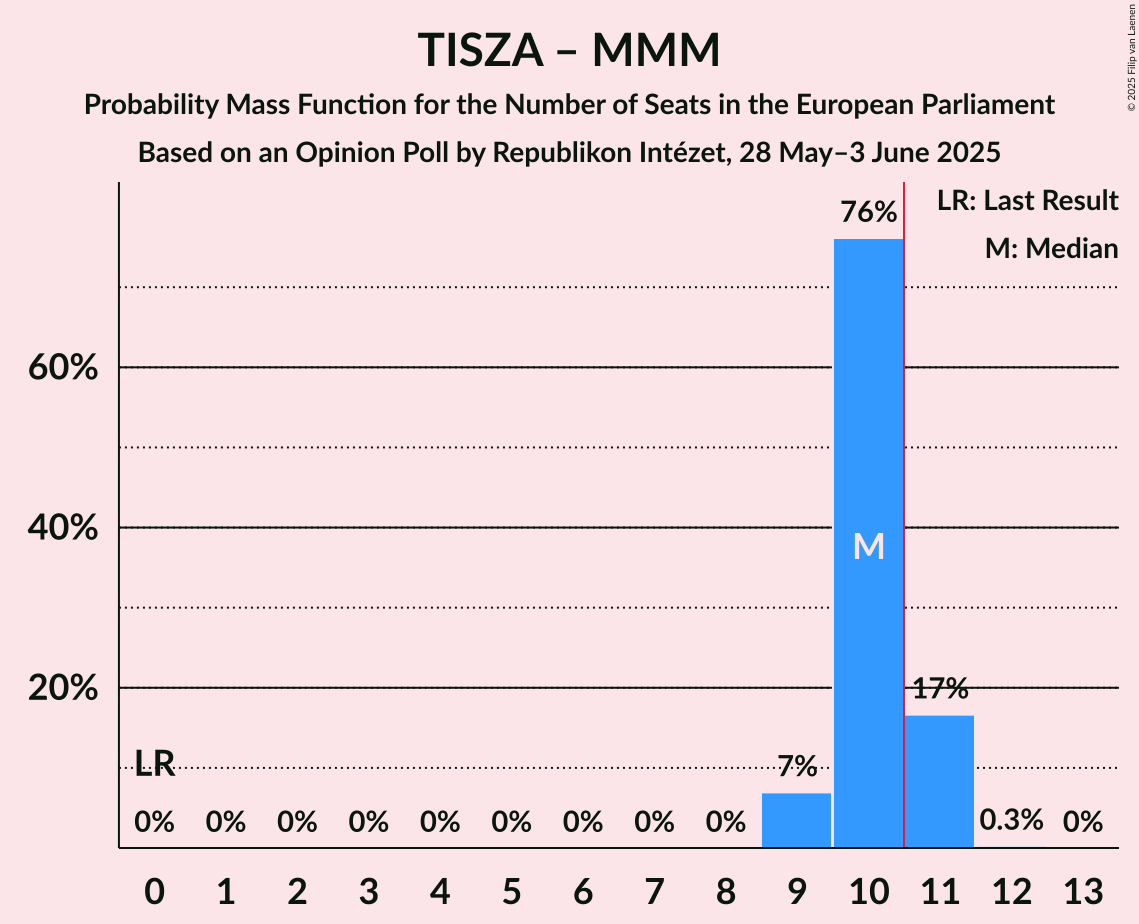 TISZA – MMM
Probability Mass Function for the Number of Seats in the European Parliament
Based on an Opinion Poll by Republikon Intézet, 28 May–3 June 2025
© 2025 Filip van Laenen
LR: Last Result
M: Median
76%
60%
40%
M
20%
17%
LR
7%
0% 0% 0% 0% 0% 0% 0% 0% 0% 0.3% 0%
0 1 2 3 4 5 6 7 8 9 10 11 12 13